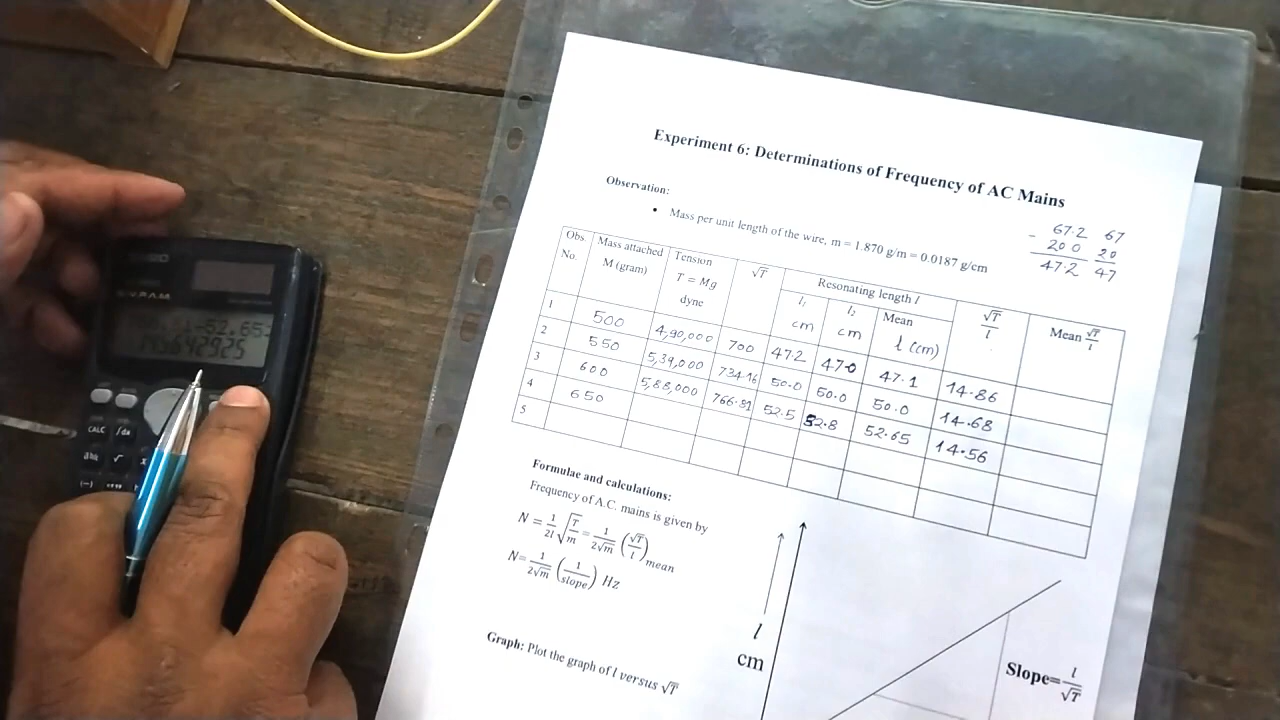 Experiment 6: Determinations of Frequency of AC Mains
Observation:
• Mass per unit length of the wire, m = 1.870 g/m = 0.0187 g/cm
67.2 67
- 20 0 20
47.2 47
Obs. No. Mass attached M (gram) Tension T = Mg dyne √T Resonating length l √T/l Mean √T/l
l₁ cm l₂ cm Mean l (cm)
1 500 4,90,000 700 47.2 47.0 47.1 14.86
2 550 5,39,000 734.16 50.0 50.0 50.0 14.68
3 600 5,88,000 766.81 52.5 52.8 52.65 14.56
4 650
5
Formulae and calculations:
Frequency of A.C. mains is given by
N = 1/2l √T/m = 1/2√m (√T/l)mean
N= 1/2√m (1/slope) Hz
Graph: Plot the graph of l versus √T
l
cm
Slope= l/√T
CALC ∫dx